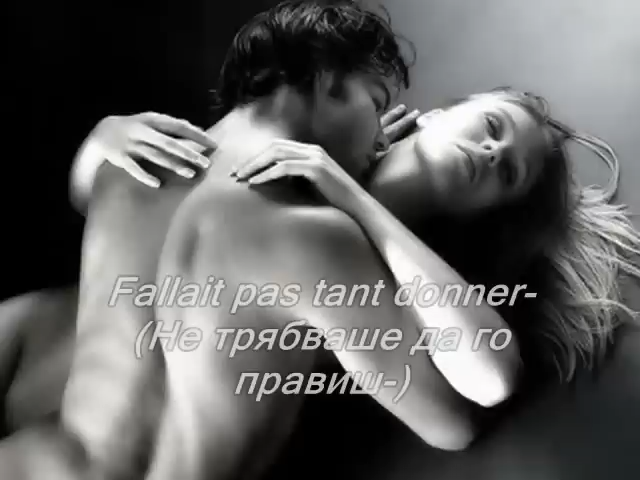 Fallait pas tant donner-
(Не трябваше да го
правиш-)